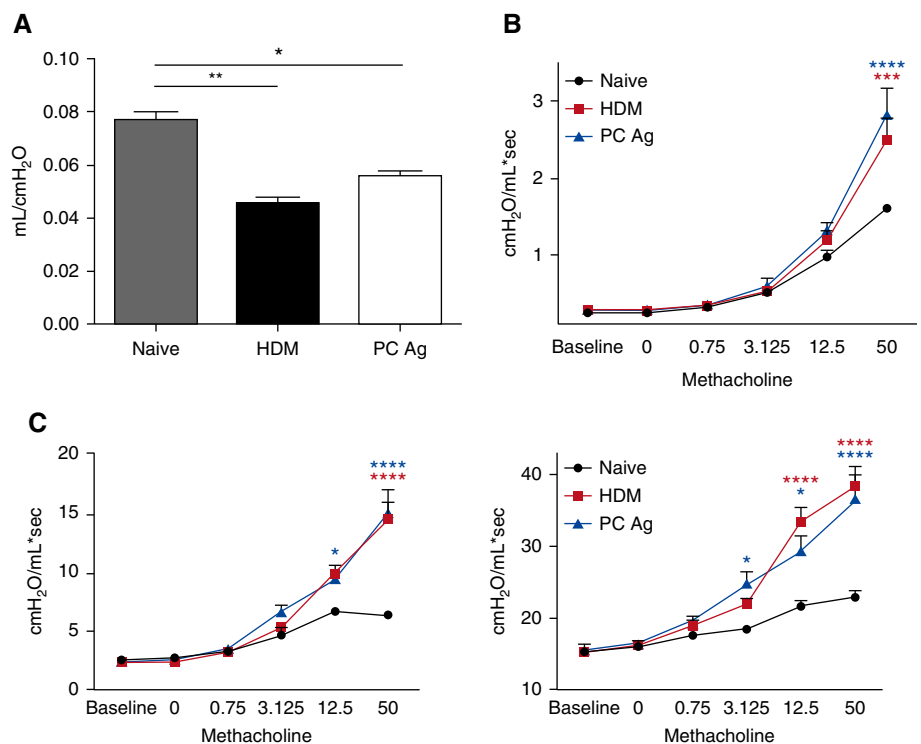 A
0.10
0.08
0.06
0.04
0.02
0.00
mL/cmH₂O
*
**
Naive
HDM
PC Ag
B
Naive
HDM
PC Ag
****
***
3
2
1
cmH₂O/mL*sec
Baseline 0 0.75 3.125 12.5 50
Methacholine
C
20
15
10
5
0
cmH₂O/mL*sec
****
****
*
Baseline 0 0.75 3.125 12.5 50
Methacholine
Naive
HDM
PC Ag
****
****
****
*
*
40
30
20
10
cmH₂O/mL*sec
Baseline 0 0.75 3.125 12.5 50
Methacholine